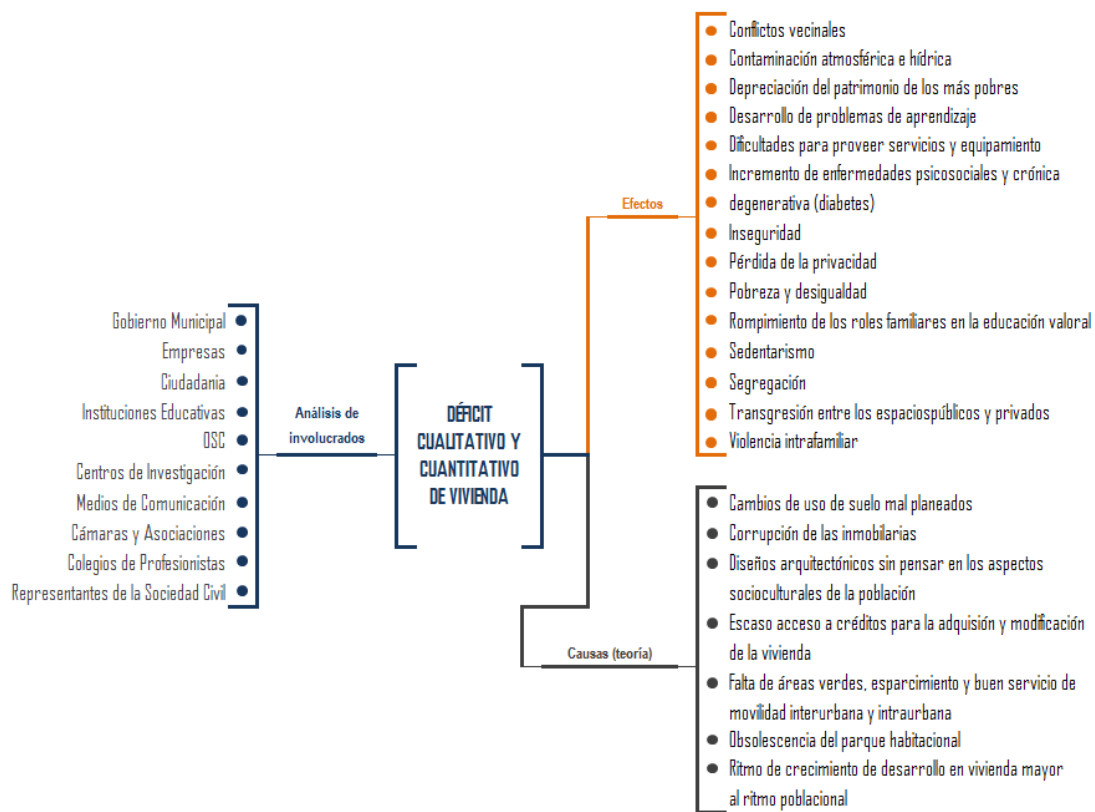 Gobierno Municipal
Empresas
Ciudadania
Instituciones Educativas
OSC
Centros de Investigación
Medios de Comunicación
Cámaras y Asociaciones
Colegios de Profesionistas
Representantes de la Sociedad Civil
Análisis de
involucrados
DÉFICIT
CUALITATIVO Y
CUANTITATIVO
DE VIVIENDA
Efectos
Conflictos vecinales
Contaminación atmosférica e hídrica
Depreciación del patrimonio de los más pobres
Desarrollo de problemas de aprendizaje
Dificultades para proveer servicios y equipamiento
Incremento de enfermedades psicosociales y crónica
degenerativa (diabetes)
Inseguridad
Pérdida de la privacidad
Pobreza y desigualdad
Rompimiento de los roles familiares en la educación valoral
Sedentarismo
Segregación
Transgresión entre los espaciospúblicos y privados
Violencia intrafamiliar
Causas (teoría)
Cambios de uso de suelo mal planeados
Corrupción de las inmobilarias
Diseños arquitectónicos sin pensar en los aspectos
socioculturales de la población
Escaso acceso a créditos para la adquisión y modificación
de la vivienda
Falta de áreas verdes, esparcimiento y buen servicio de
movilidad interurbana y intraurbana
Obsolescencia del parque habitacional
Ritmo de crecimiento de desarrollo en vivienda mayor
al ritmo poblacional